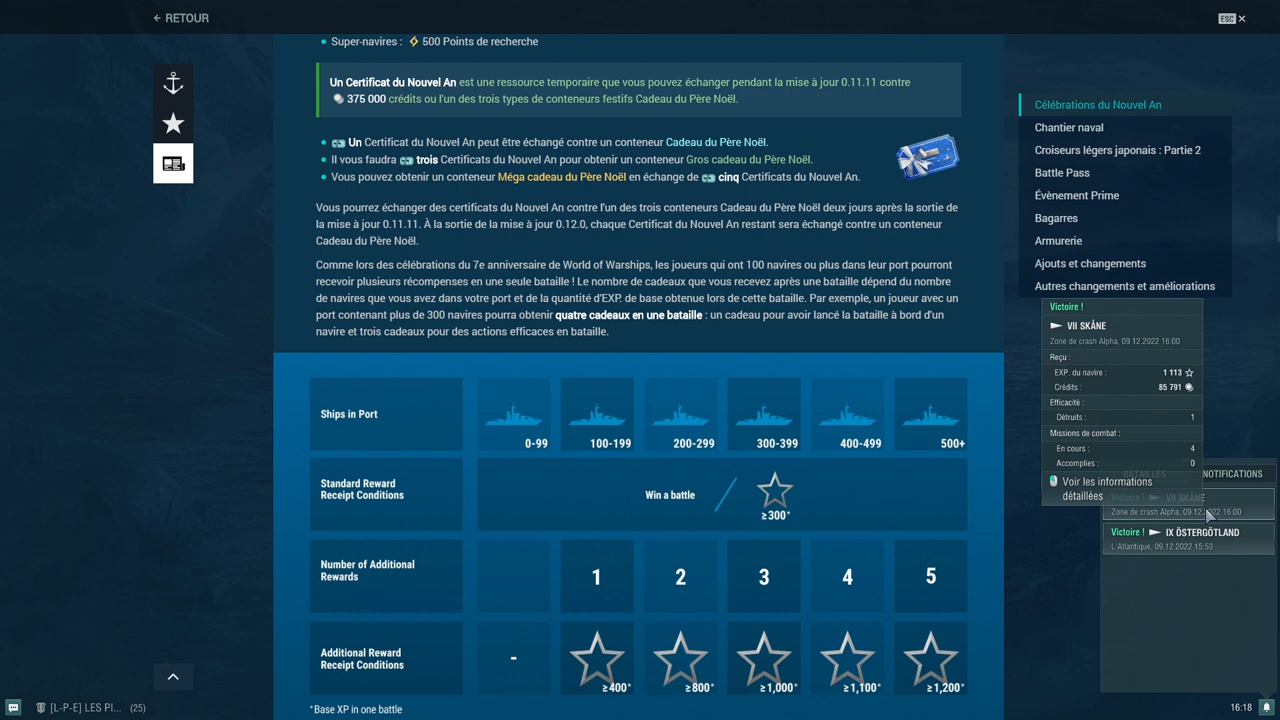 ← RETOUR
ESC ×
Super-navires : 500 Points de recherche
Un Certificat du Nouvel An est une ressource temporaire que vous pouvez échanger pendant la mise à jour 0.11.11 contre
375 000 crédits ou l'un des trois types de conteneurs festifs Cadeau du Père Noël.
Un Certificat du Nouvel An peut être échangé contre un conteneur Cadeau du Père Noël.
Il vous faudra trois Certificats du Nouvel An pour obtenir un conteneur Gros cadeau du Père Noël.
Vous pouvez obtenir un conteneur Méga cadeau du Père Noël en échange de cinq Certificats du Nouvel An.
Vous pourrez échanger des certificats du Nouvel An contre l'un des trois conteneurs Cadeau du Père Noël deux jours après la sortie de
la mise à jour 0.11.11. À la sortie de la mise à jour 0.12.0, chaque Certificat du Nouvel An restant sera échangé contre un conteneur
Cadeau du Père Noël.
Comme lors des célébrations du 7e anniversaire de World of Warships, les joueurs qui ont 100 navires ou plus dans leur port pourront
recevoir plusieurs récompenses en une seule bataille ! Le nombre de cadeaux que vous recevez après une bataille dépend du nombre
de navires que vous avez dans votre port et de la quantité d'EXP. de base obtenue lors de cette bataille. Par exemple, un joueur avec un
port contenant plus de 300 navires pourra obtenir quatre cadeaux en une bataille : un cadeau pour avoir lancé la bataille à bord d'un
navire et trois cadeaux pour des actions efficaces en bataille.
Ships in Port
0-99
100-199
200-299
300-399
400-499
500+
Standard Reward
Receipt Conditions
Win a battle
≥300*
Number of Additional
Rewards
1
2
3
4
5
Additional Reward
Receipt Conditions
-
≥400*
≥800*
≥1,000*
≥1,100*
≥1,200*
*Base XP in one battle
Célébrations du Nouvel An
Chantier naval
Croiseurs légers japonais : Partie 2
Battle Pass
Évènement Prime
Bagarres
Armurerie
Ajouts et changements
Autres changements et améliorations
Victoire !
VII SKÅNE
Zone de crash Alpha, 09.12.2022 16:00
Reçu :
EXP. du navire : 1 113
Crédits : 85 791
Efficacité :
Détruits : 1
Missions de combat :
En cours : 4
Accomplies : 0
Voir les informations
détaillées
BATAILLES
NOTIFICATIONS
Victoire ! VII SKÅNE
Zone de crash Alpha, 09.12.2022 16:00
Victoire ! IX ÖSTERGÖTLAND
L'Atlantique, 09.12.2022 15:53
[L-P-E] LES PI... (25)
16:18